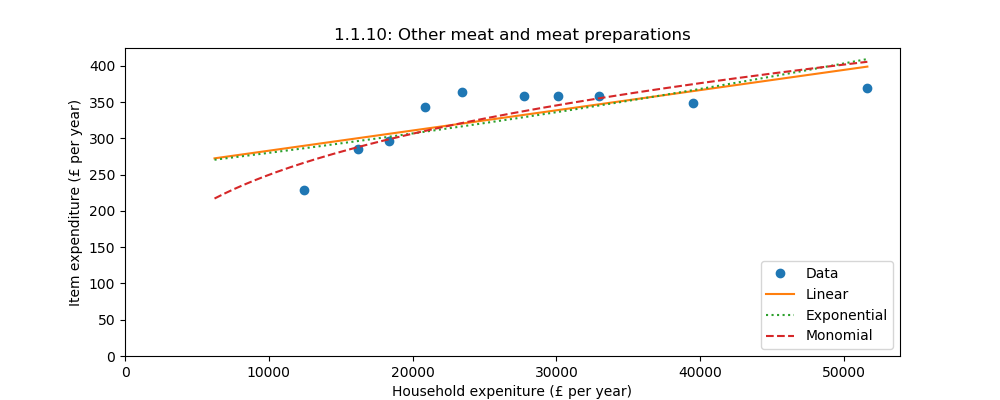 1.1.10: Other meat and meat preparations
Item expenditure (£ per year)
400
350
300
250
200
150
100
50
0
0 10000 20000 30000 40000 50000
Household expeniture (£ per year)
Data
Linear
Exponential
Monomial